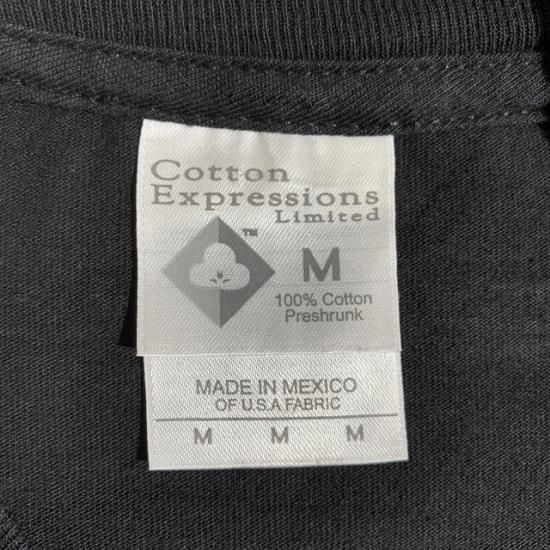 Cotton
Expressions
Limited
™
M
100% Cotton
Preshrunk
MADE IN MEXICO
OF U.S.A FABRIC
M M M